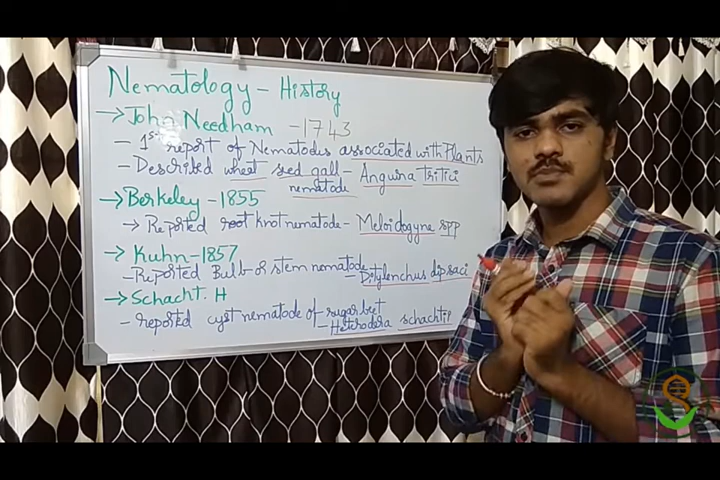 Nematology - History
→ John Needham - 1743
- 1st report of Nematodes associated with Plants
- Described wheat seed gall nematode - Anguina tritici
→ Berkeley - 1855
- Reported root knot nematode - Meloidogyne spp
→ Kuhn - 1857
- Reported Bulb & stem nematode - Ditylenchus dipsaci
→ Schacht. H
- reported cyst nematode of sugar beet
- Heterodera schachtii